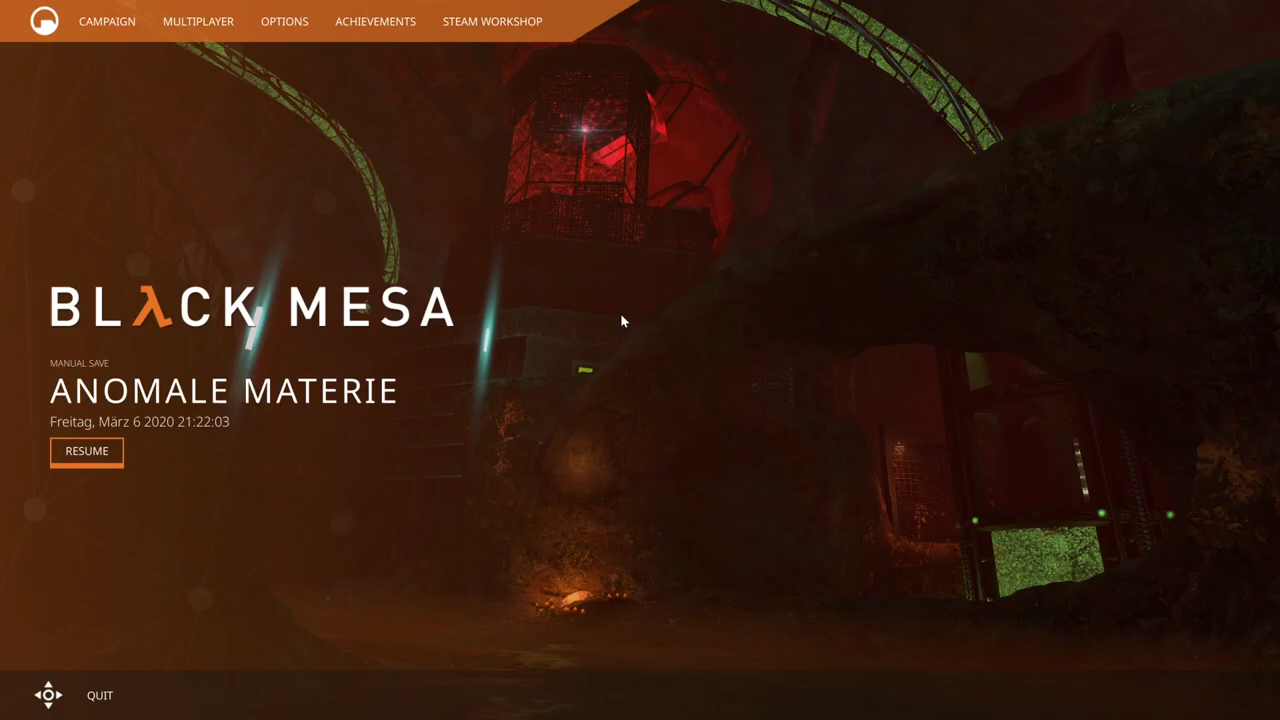 CAMPAIGN MULTIPLAYER OPTIONS ACHIEVEMENTS STEAM WORKSHOP
BLλCK MESA
MANUAL SAVE
ANOMALE MATERIE
Freitag, März 6 2020 21:22:03
RESUME
QUIT